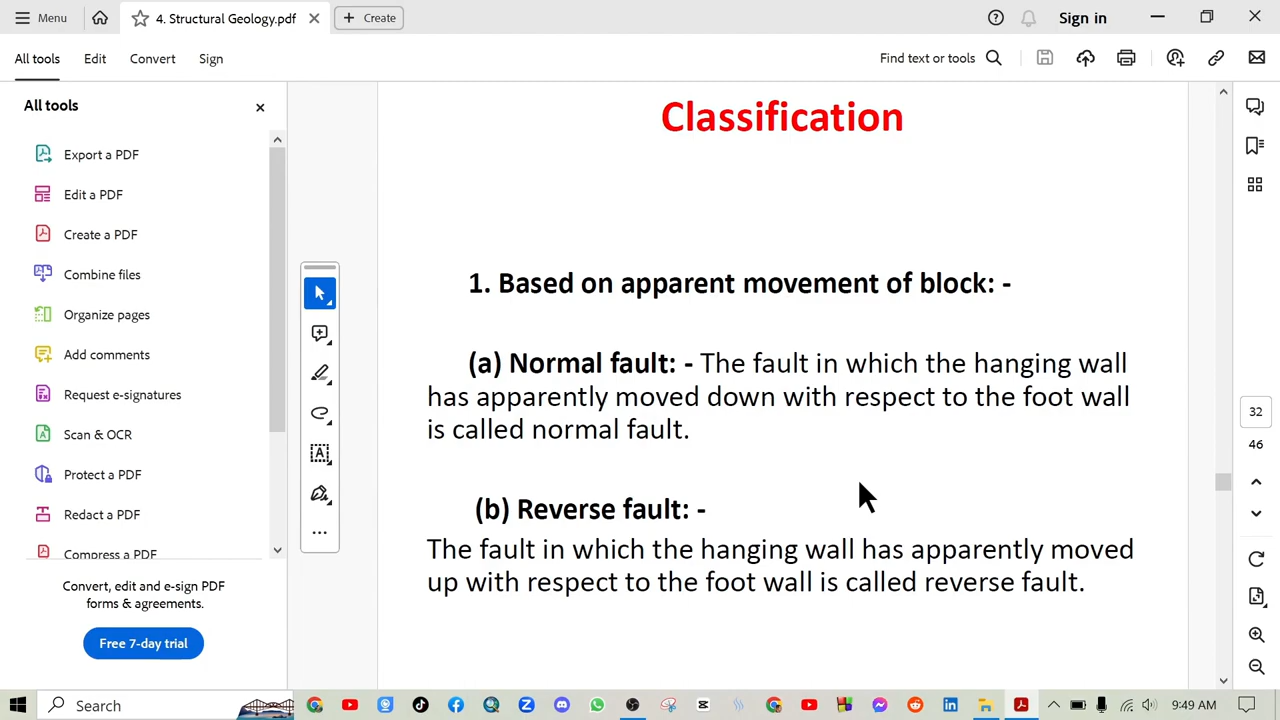 Menu
4. Structural Geology.pdf
Create
Sign in
All tools
Edit
Convert
Sign
Find text or tools
All tools
Export a PDF
Edit a PDF
Create a PDF
Combine files
Organize pages
Add comments
Request e-signatures
Scan & OCR
Protect a PDF
Redact a PDF
Compress a PDF
Convert, edit and e-sign PDF
forms & agreements.
Free 7-day trial
Classification
1. Based on apparent movement of block: -
(a) Normal fault: - The fault in which the hanging wall
has apparently moved down with respect to the foot wall
is called normal fault.
(b) Reverse fault: -
The fault in which the hanging wall has apparently moved
up with respect to the foot wall is called reverse fault.
32
46
Search
9:49 AM